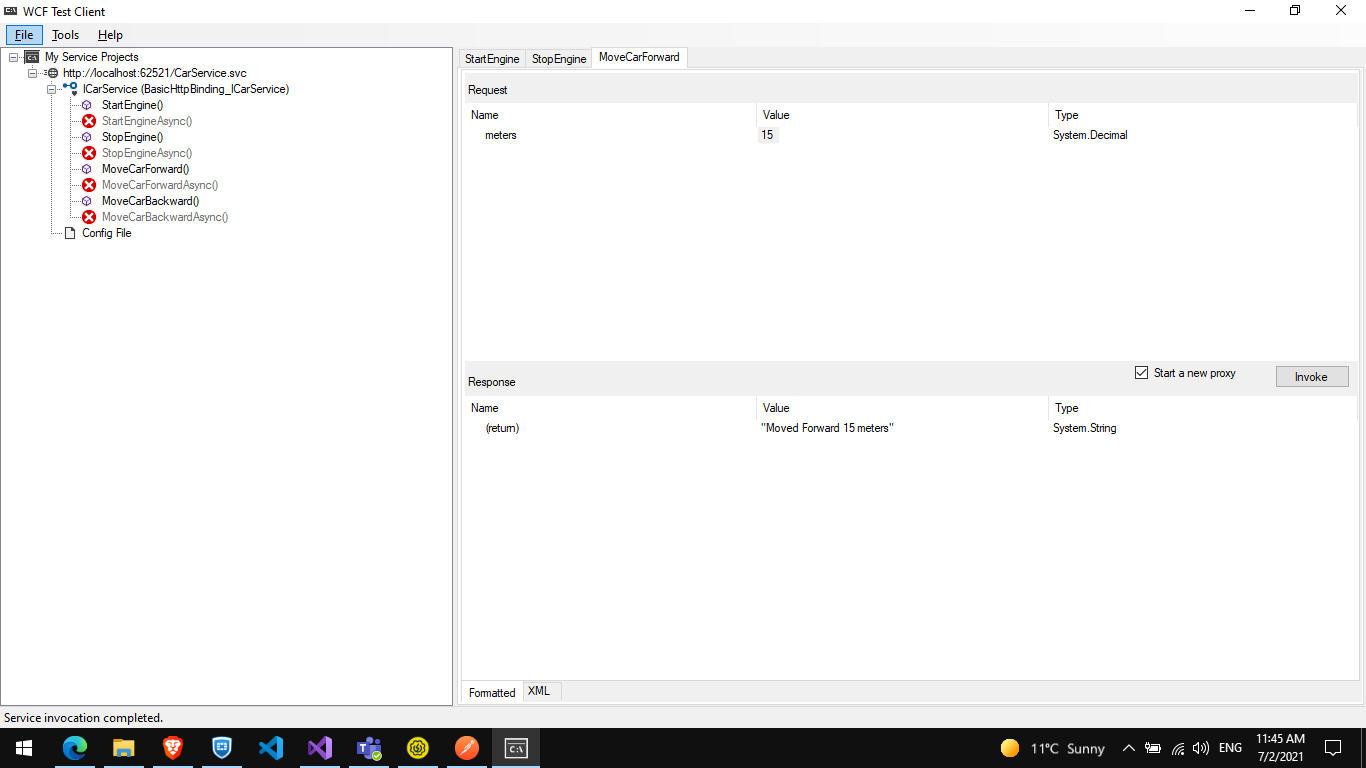 WCF Test Client
File Tools Help
My Service Projects
http://localhost:62521/CarService.svc
ICarService (BasicHttpBinding_ICarService)
StartEngine()
StartEngineAsync()
StopEngine()
StopEngineAsync()
MoveCarForward()
MoveCarForwardAsync()
MoveCarBackward()
MoveCarBackwardAsync()
Config File
StartEngine StopEngine MoveCarForward
Request
Name Value Type
meters 15 System.Decimal
Response Start a new proxy Invoke
Name Value Type
(return) "Moved Forward 15 meters" System.String
Formatted XML
Service invocation completed.
11°C Sunny ENG 11:45 AM
7/2/2021